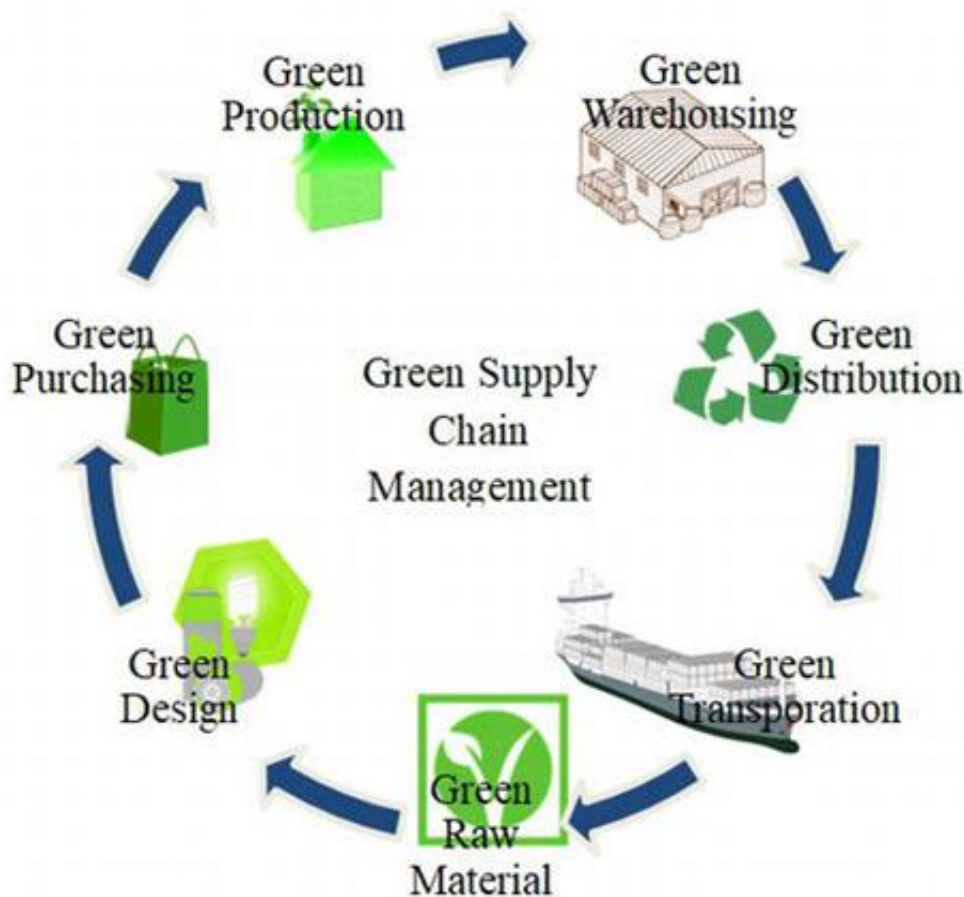 Green
Production
Green
Warehousing
Green
Purchasing
Green Supply
Chain
Management
Green
Distribution
Green
Design
Green
Transporation
Green
Raw
Material